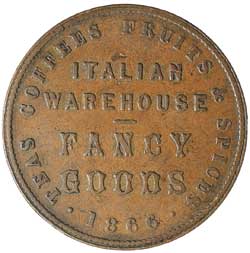 TEAS COFFEES FRUITS & SPICES
ITALIAN
WAREHOUSE
FANCY
GOODS
1866